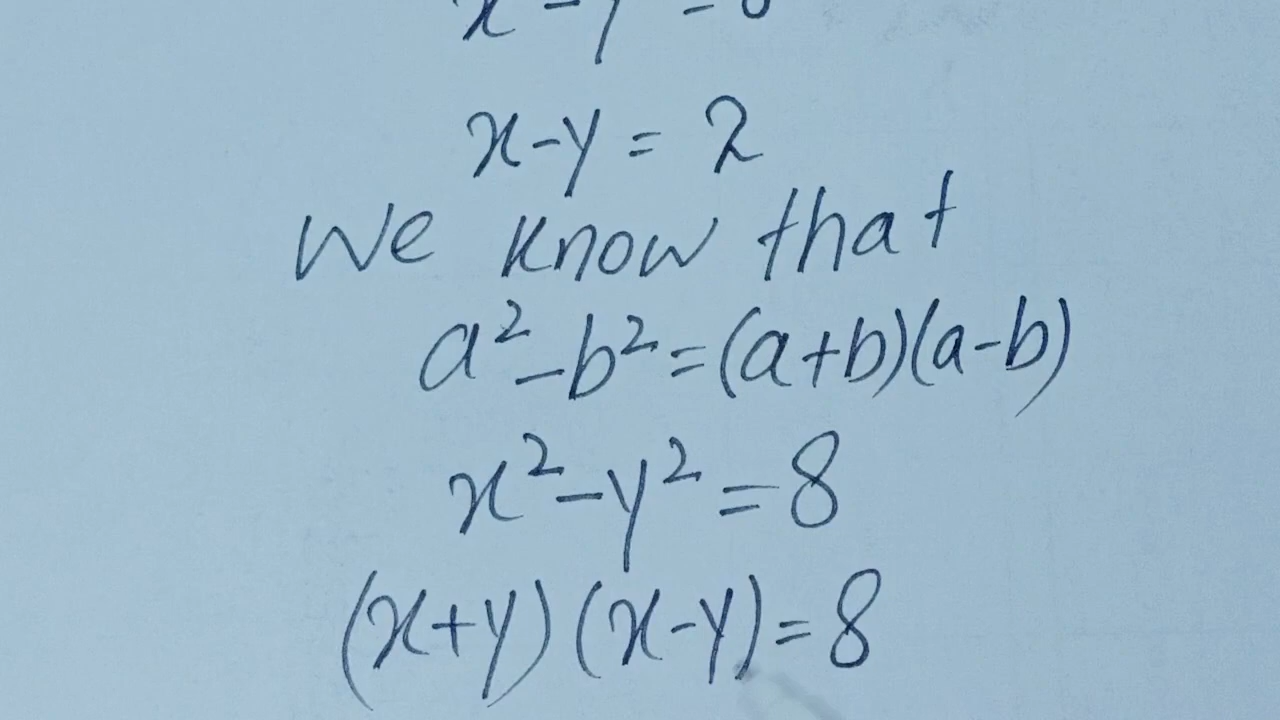 x - y = 2
We know that
a² - b² = (a+b)(a-b)
x² - y² = 8
(x+y)(x-y) = 8